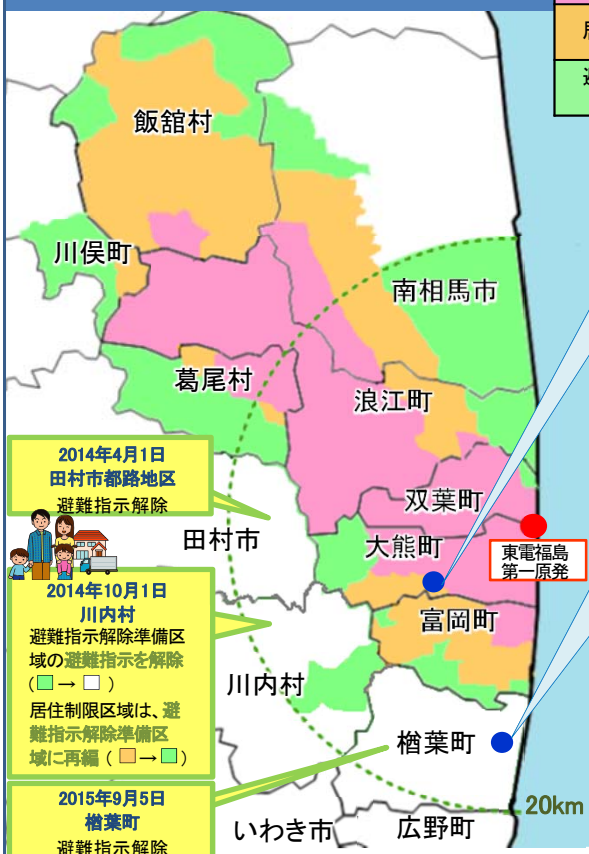 居
避
飯舘村
川俣町
南相馬市
葛尾村
浪江町
2014年4月1日
田村市都路地区
避難指示解除
双葉町
田村市
大熊町
東電福島
第一原発
2014年10月1日
川内村
避難指示解除準備区
域の避難指示を解除
(□→□)
居住制限区域は、避
難指示解除準備区
域に再編(□→□)
富岡町
川内村
楢葉町
2015年9月5日
楢葉町
避難指示解除
20km
いわき市
広野町